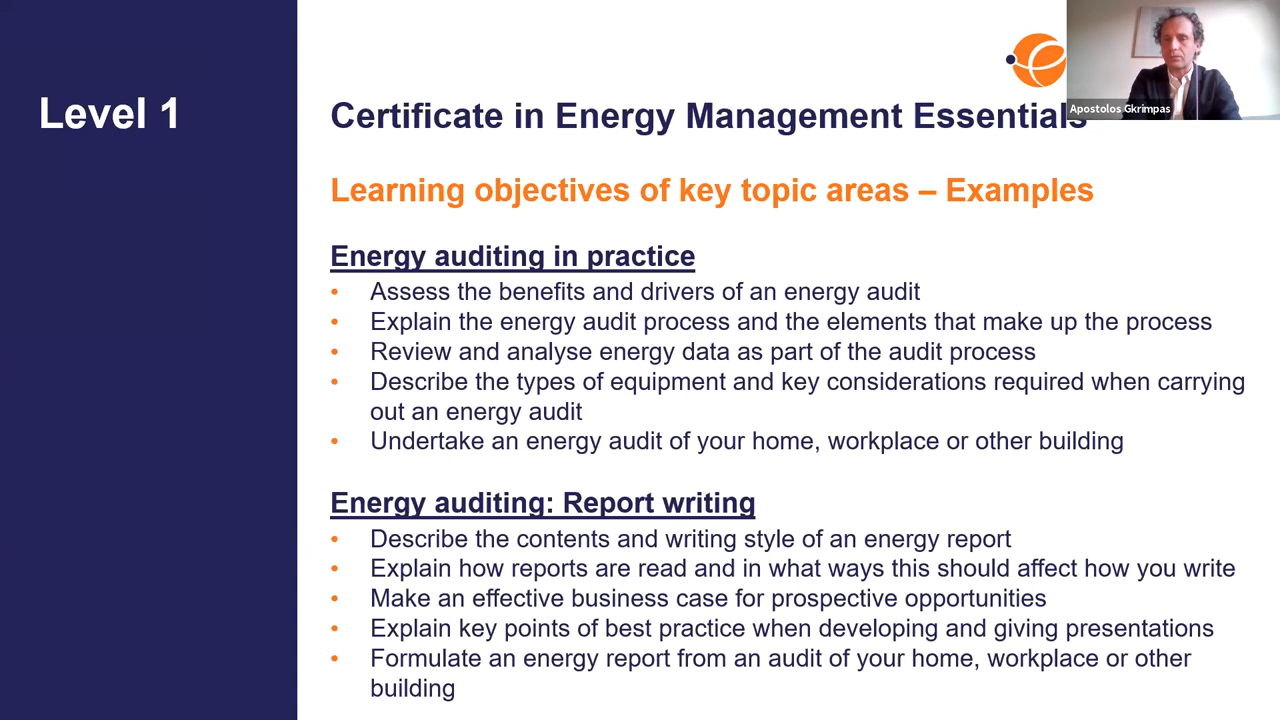 Level 1
Certificate in Energy Management Essentials
Apostolos Gkrimpas
Learning objectives of key topic areas – Examples
Energy auditing in practice
• Assess the benefits and drivers of an energy audit
• Explain the energy audit process and the elements that make up the process
• Review and analyse energy data as part of the audit process
• Describe the types of equipment and key considerations required when carrying
out an energy audit
• Undertake an energy audit of your home, workplace or other building
Energy auditing: Report writing
• Describe the contents and writing style of an energy report
• Explain how reports are read and in what ways this should affect how you write
• Make an effective business case for prospective opportunities
• Explain key points of best practice when developing and giving presentations
• Formulate an energy report from an audit of your home, workplace or other
building